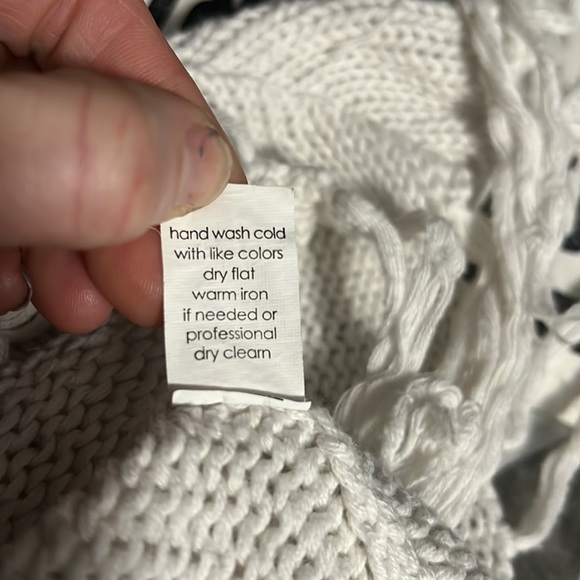 hand wash cold
with like colors
dry flat
warm iron
if needed or
professional
dry clearn